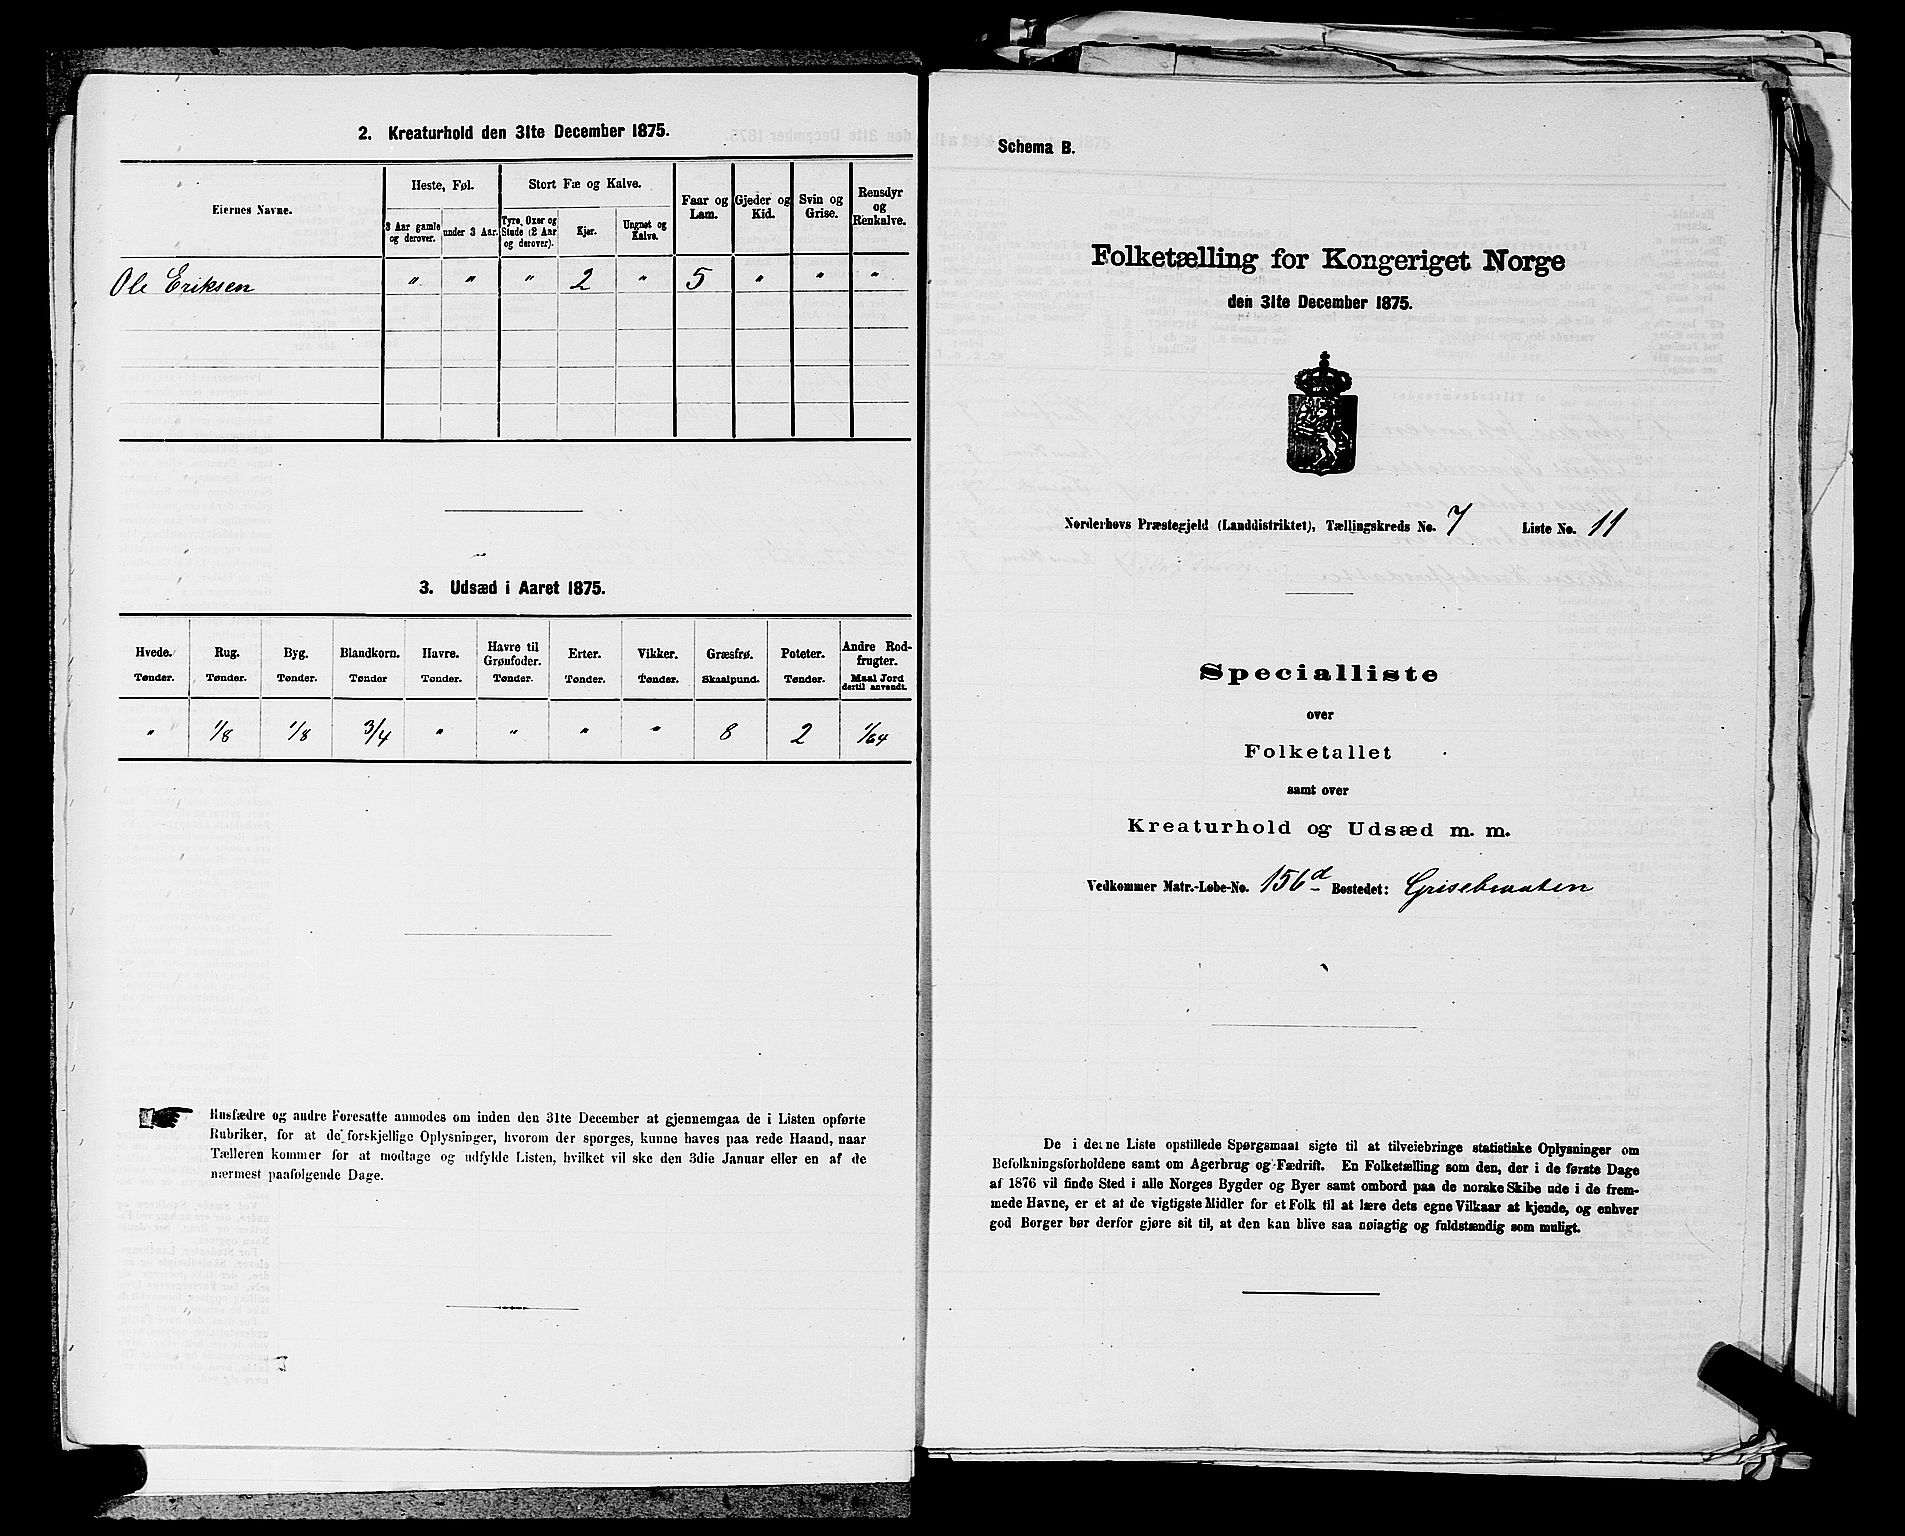 2. Kreaturhold den 31te December 1875.
Eiernes Navne.
Heste, Føl.
Stort Fæ og Kalve.
Faar og Lam.
Gjeder og Kid.
Svin og Grise.
Rensdyr og Renkalve.
3 Aar gamle og derover.
under 3 Aar.
Tyre, Oxer og Stude (2 Aar og derover).
Kjør.
Ungnøt og Kalve.
Ole Eriksen " " " 2 " 5 " " "
3. Udsæd i Aaret 1875.
Hvede. Rug. Byg. Blandkorn. Havre. Havre til Grønfoder. Erter. Vikker. Græsfrø. Poteter. Andre Rodfrugter.
Tønder. Tønder. Tønder. Tønder Tønder. Tønder. Tønder. Tønder. Skaalpund. Tønder. Maal Jord dertil anvendt.
" 1/8 1/8 3/4 " " " " 8 2 1/64
Husfædre og andre Foresatte anmodes om inden den 31te December at gjennemgaa de i Listen opførte
Rubriker, for at de forskjellige Oplysninger, hvorom der spørges, kunne haves paa rede Haand, naar
Tælleren kommer for at modtage og udfylde Listen, hvilket vil ske den 3die Januar eller en af de
nærmest paafølgende Dage.
Schema B.
Folketælling for Kongeriget Norge
den 31te December 1875.
Norderhovs Præstegjeld (Landdistriktet), Tællingskreds No. 7 Liste No. 11
Specialliste
over
Folketallet
samt over
Kreaturhold og Udsæd m. m.
Vedkommer Matr.-Løbe-No. 156d Bostedet: Grisebraaten
De i denne Liste opstillede Spørgsmaal sigte til at tilveiebringe statistiske Oplysninger om
Befolkningsforholdene samt om Agerbrug og Fædrift. En Folketælling som den, der i de første Dage
af 1876 vil finde Sted i alle Norges Bygder og Byer samt ombord paa de norske Skibe ude i de frem-
mede Havne, er et af de vigtigste Midler for et Folk til at lære dets egne Vilkaar at kjende, og enhver
god Borger bør derfor gjøre sit til, at den kan blive saa nøiagtig og fuldstændig som muligt.